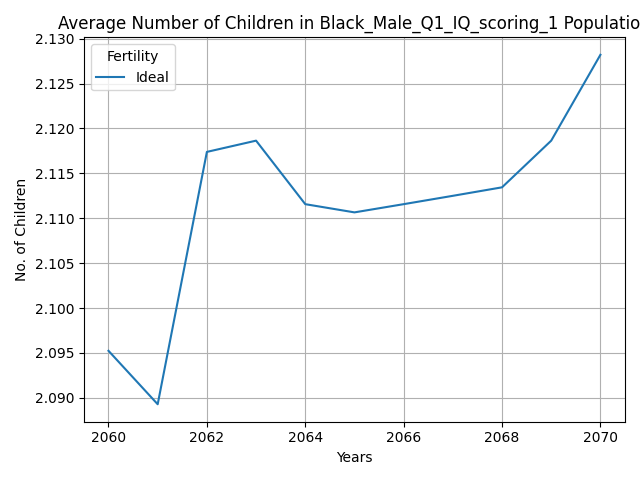 Average Number of Children in Black_Male_Q1_IQ_scoring_1 Populatio
Fertility
Ideal
2.130
2.125
2.120
2.115
2.110
2.105
2.100
2.095
2.090
No. of Children
2060 2062 2064 2066 2068 2070
Years